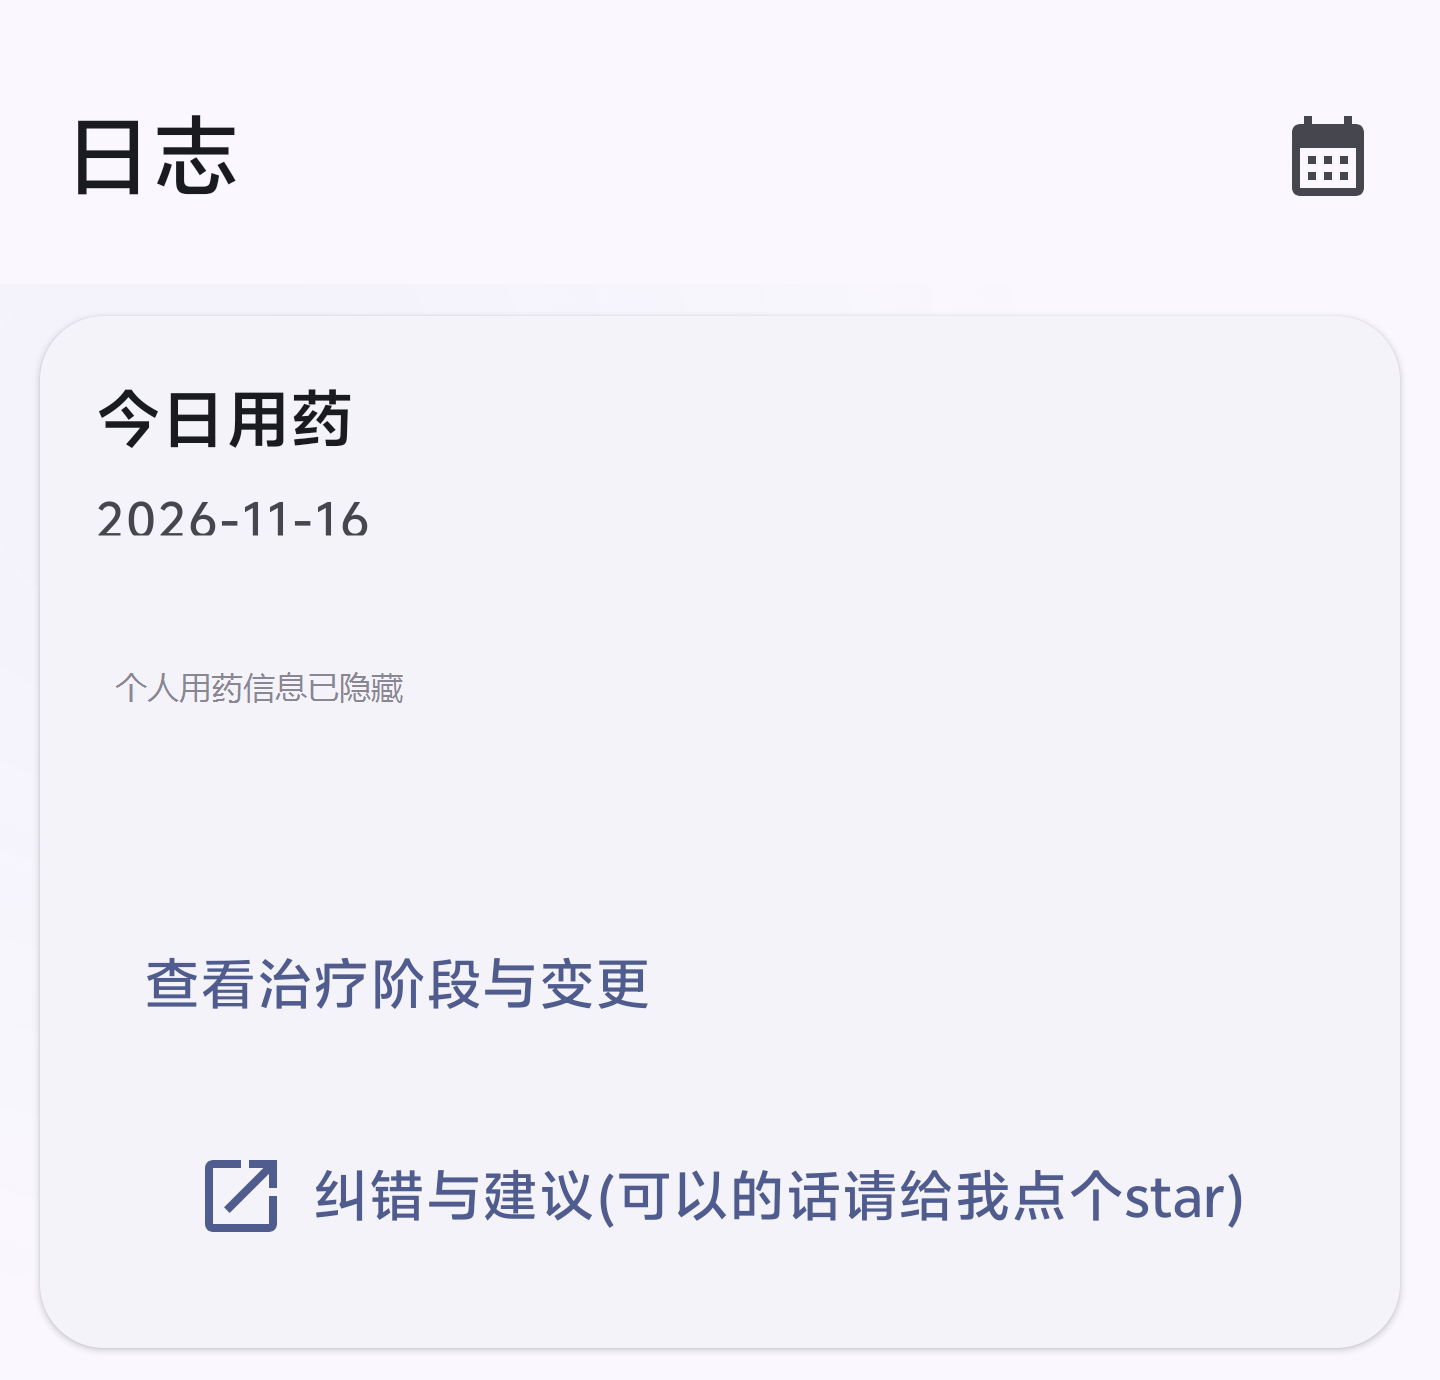 日志
今日用药
2026-11-16
个人用药信息已隐藏
查看治疗阶段与变更
纠错与建议(可以的话请给我点个star)